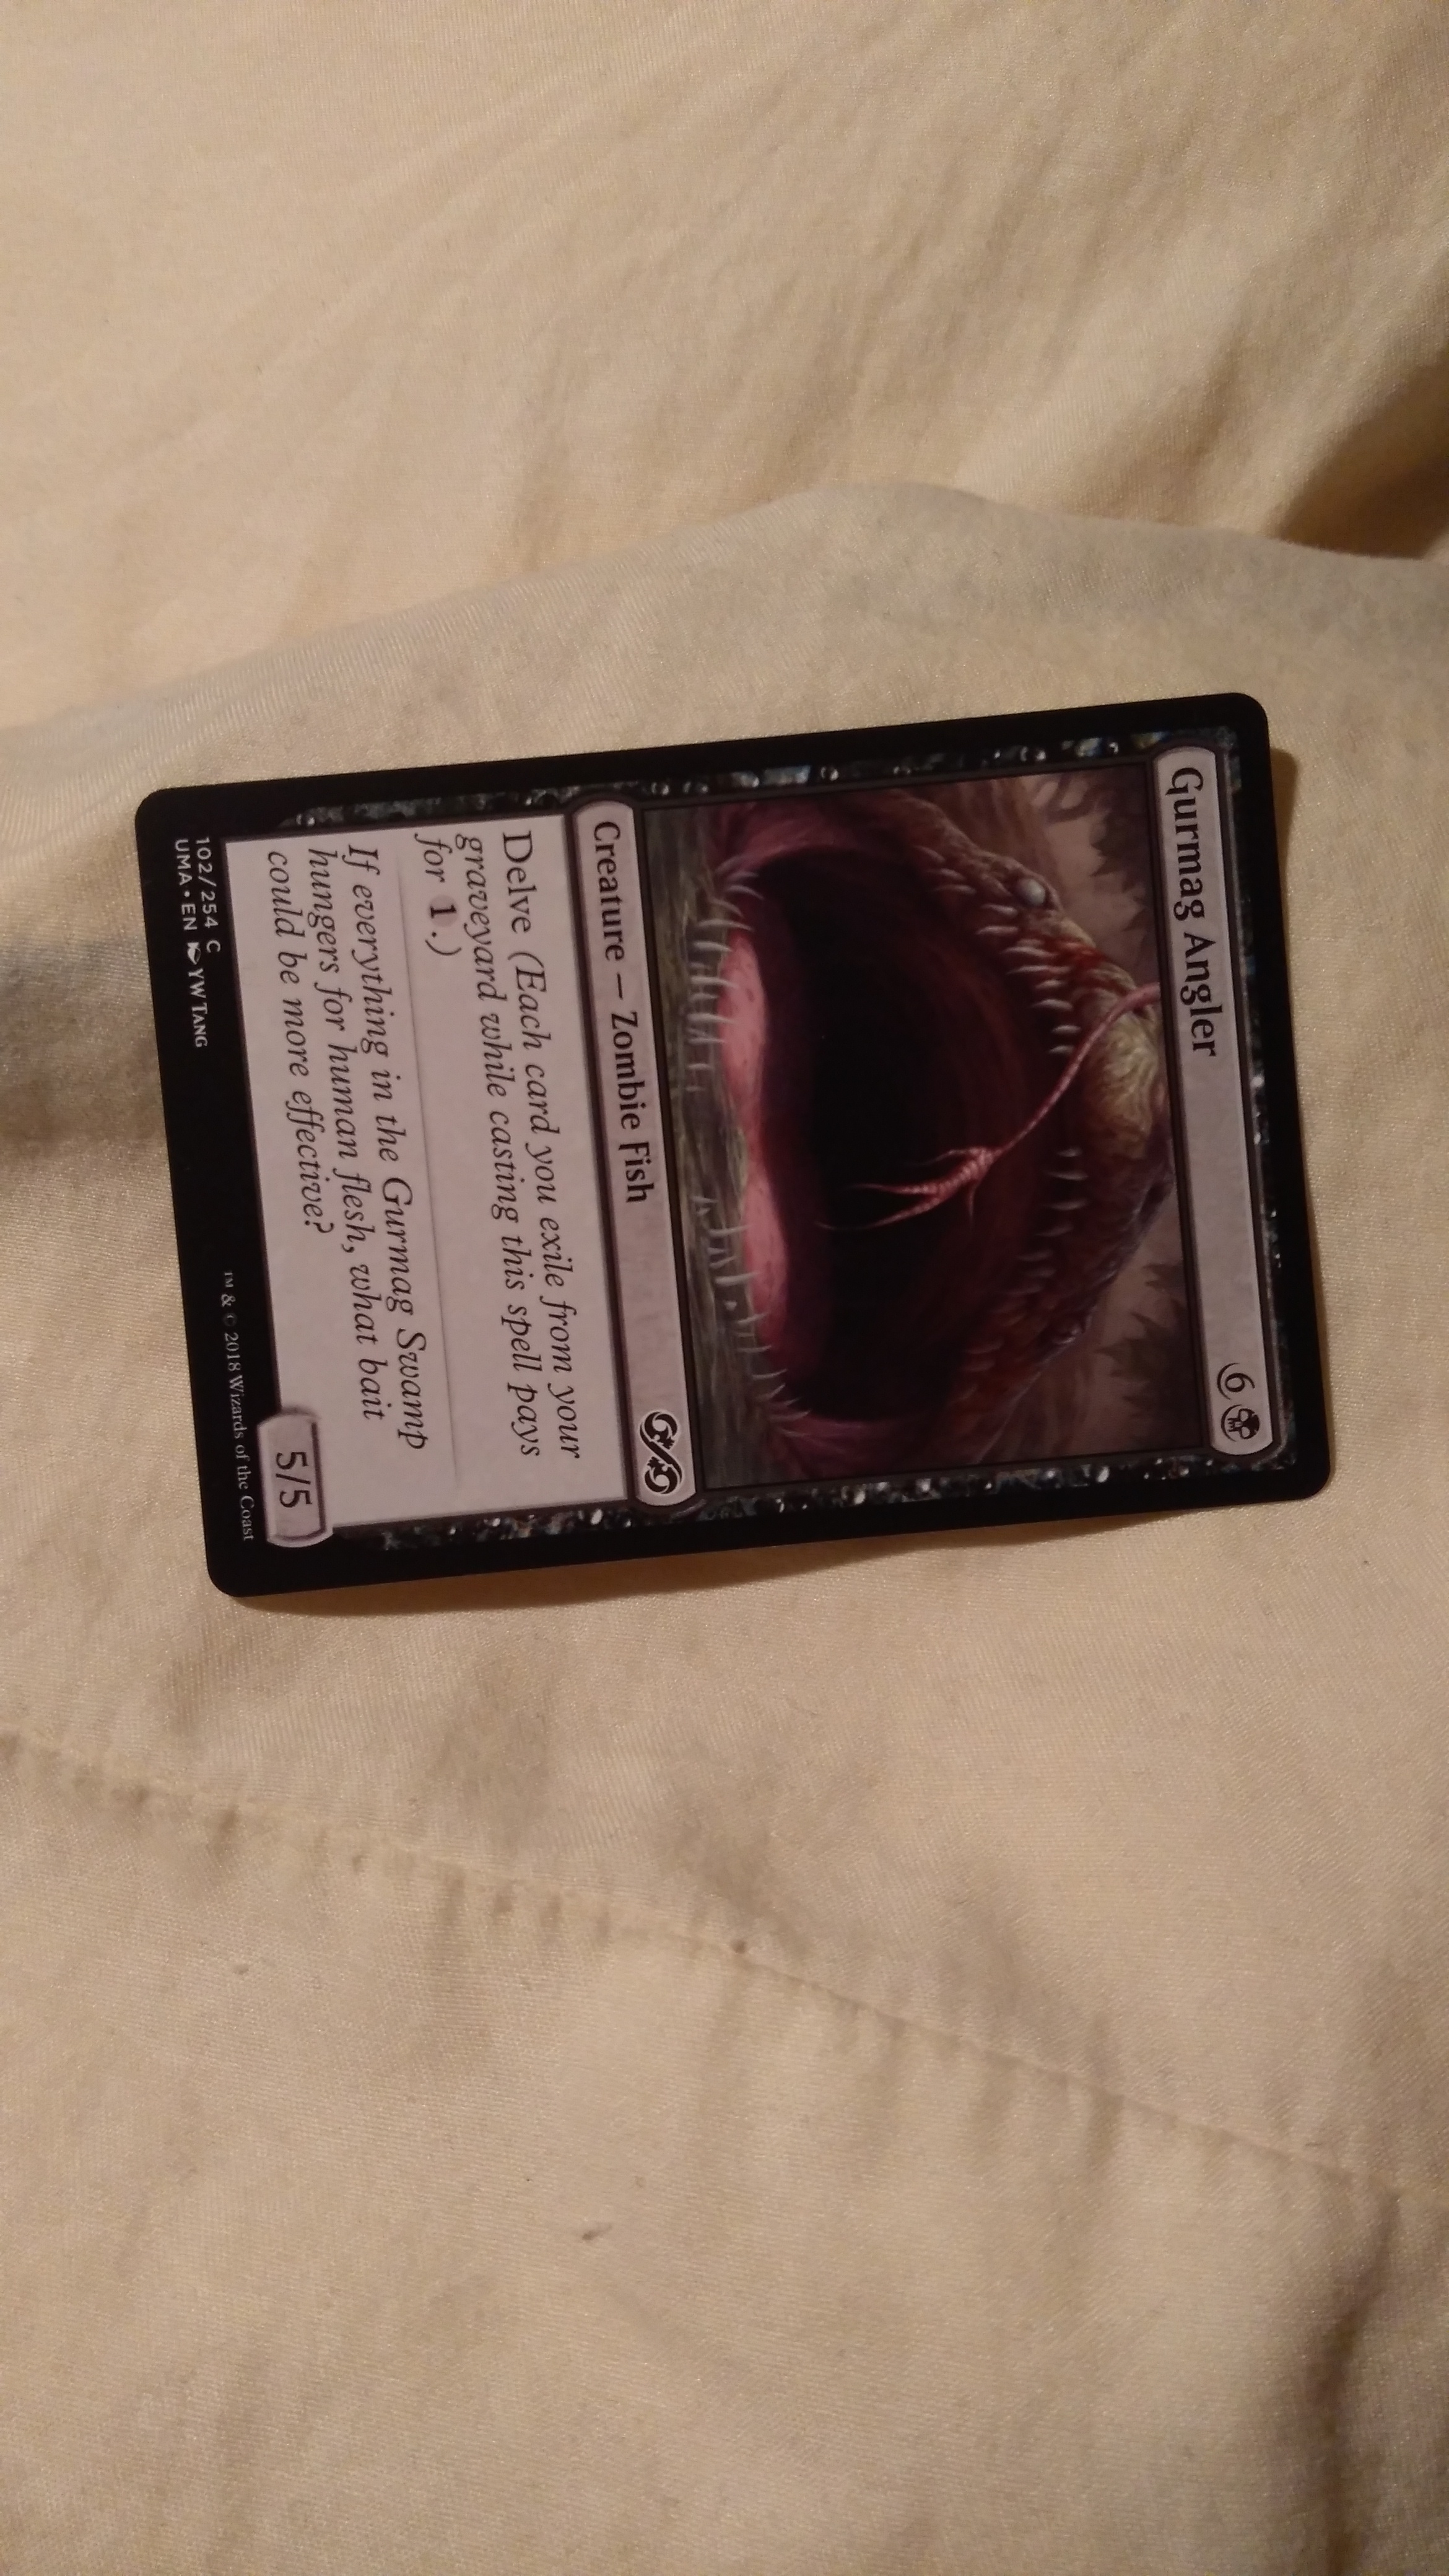 Gurmag Angler 6
Creature — Zombie Fish
Delve (Each card you exile from your
graveyard while casting this spell pays
for 1.)
If everything in the Gurmag Swamp
hungers for human flesh, what bait
could be more effective?
5/5
102/254 C
UMA • EN YW TANG
™ & © 2018 Wizards of the Coast